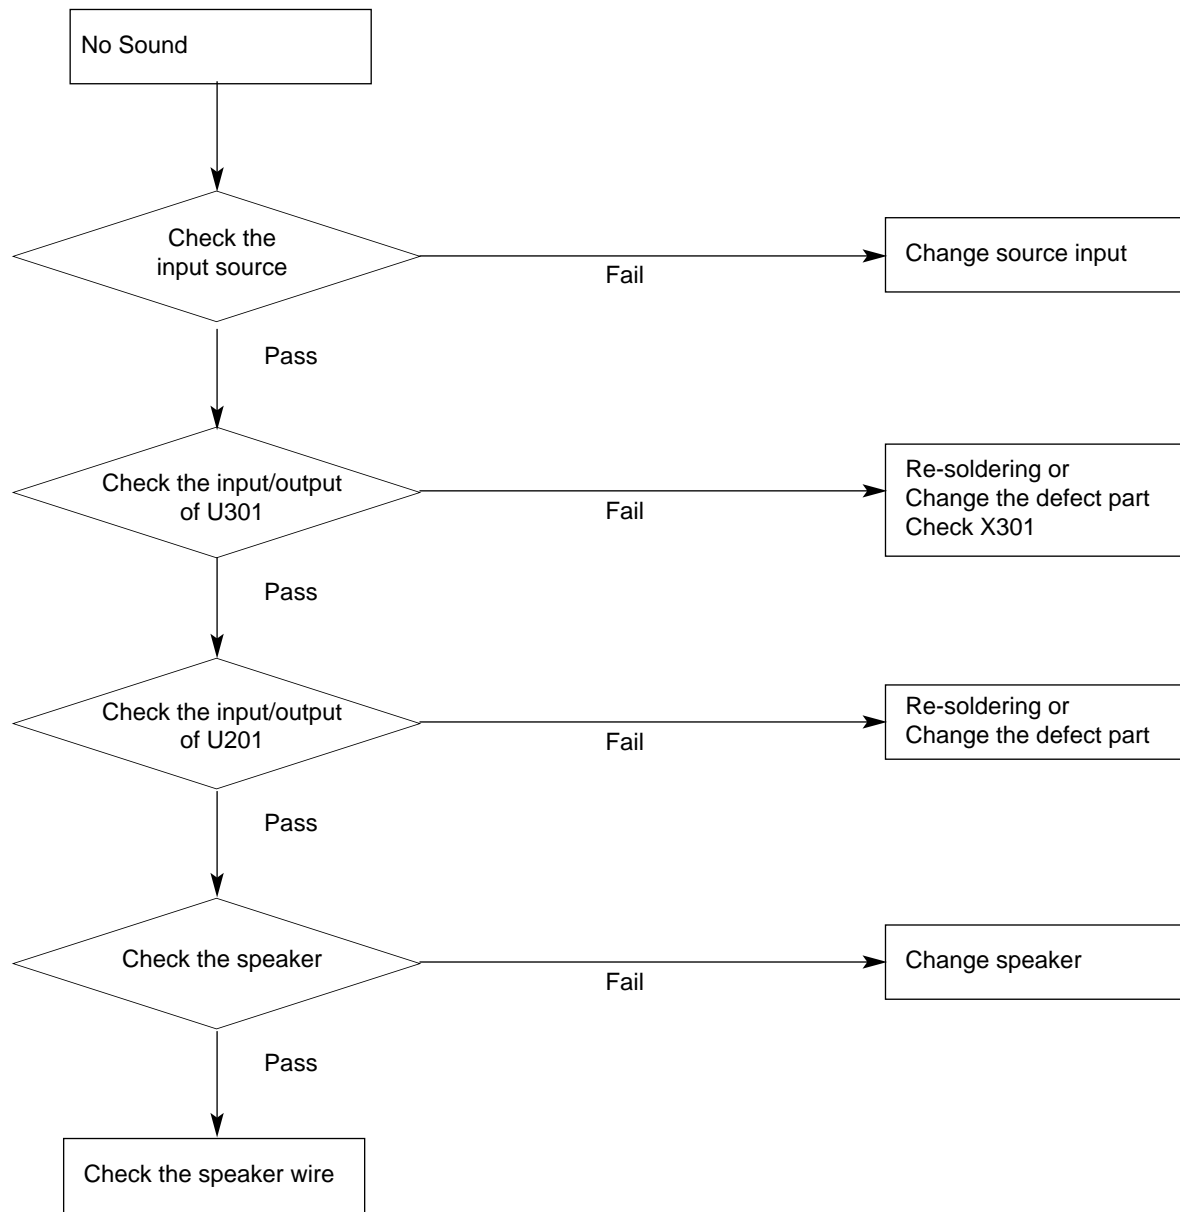 No Sound
Check the
input source
Fail
Change source input
Pass
Check the input/output
of U301
Fail
Re-soldering or
Change the defect part
Check X301
Pass
Check the input/output
of U201
Fail
Re-soldering or
Change the defect part
Pass
Check the speaker
Fail
Change speaker
Pass
Check the speaker wire